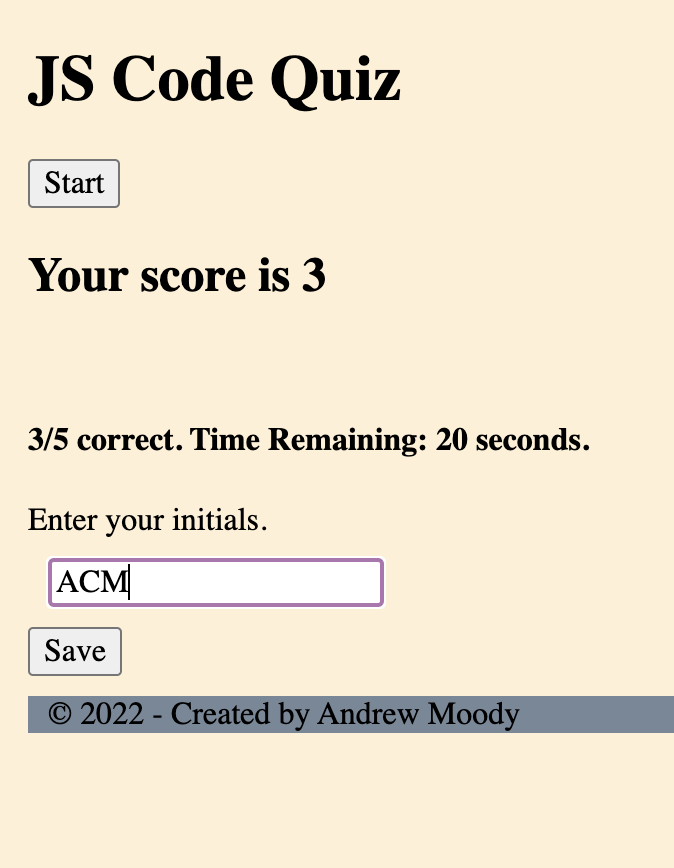 JS Code Quiz
Start
Your score is 3
3/5 correct. Time Remaining: 20 seconds.
Enter your initials.
ACM
Save
© 2022 - Created by Andrew Moody